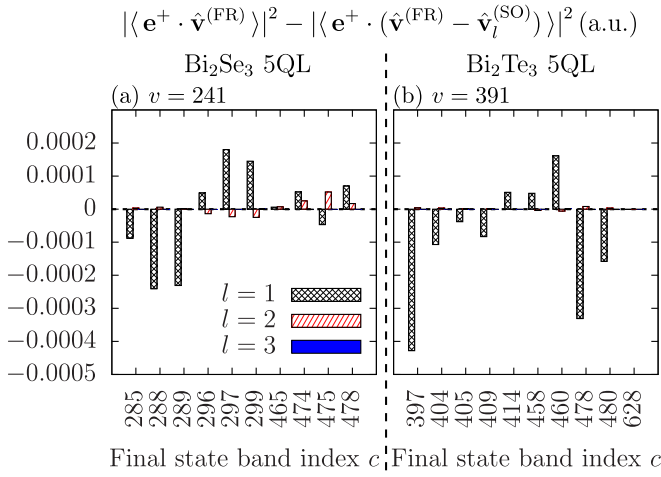 |⟨ e⁺ · v̂^(FR) ⟩|² − |⟨ e⁺ · (v̂^(FR) − v̂_l^(SO)) ⟩|² (a.u.)
Bi₂Se₃ 5QL
(a) v = 241
0.0002
0.0001
0
−0.0001
−0.0002
−0.0003
−0.0004
−0.0005
l = 1
l = 2
l = 3
285 288 289 296 297 299 465 474 475 478
Final state band index c
Bi₂Te₃ 5QL
(b) v = 391
397 404 405 409 414 458 460 478 480 628
Final state band index c